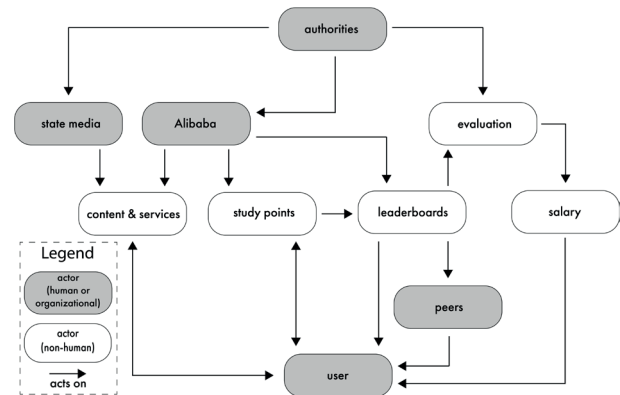 authorities
state media
Alibaba
evaluation
content & services
study points
leaderboards
salary
Legend
actor
(human or
organizational)
actor
(non-human)
acts on
peers
user